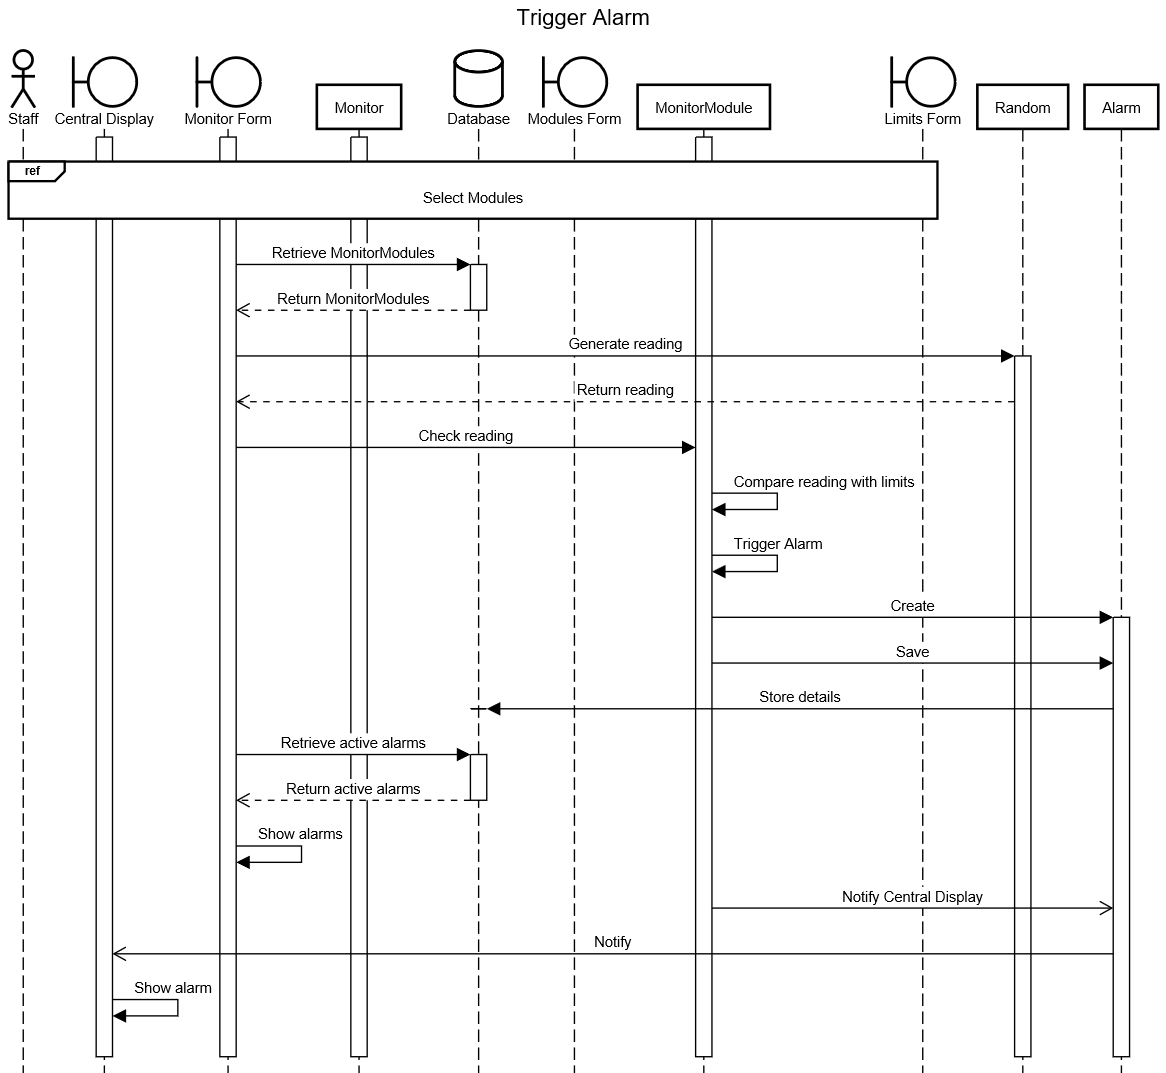 Trigger Alarm
Staff
Central Display
Monitor Form
Monitor
Database
Modules Form
MonitorModule
Limits Form
Random
Alarm
ref
Select Modules
Retrieve MonitorModules
Return MonitorModules
Generate reading
Return reading
Check reading
Compare reading with limits
Trigger Alarm
Create
Save
Store details
Retrieve active alarms
Return active alarms
Show alarms
Notify Central Display
Notify
Show alarm